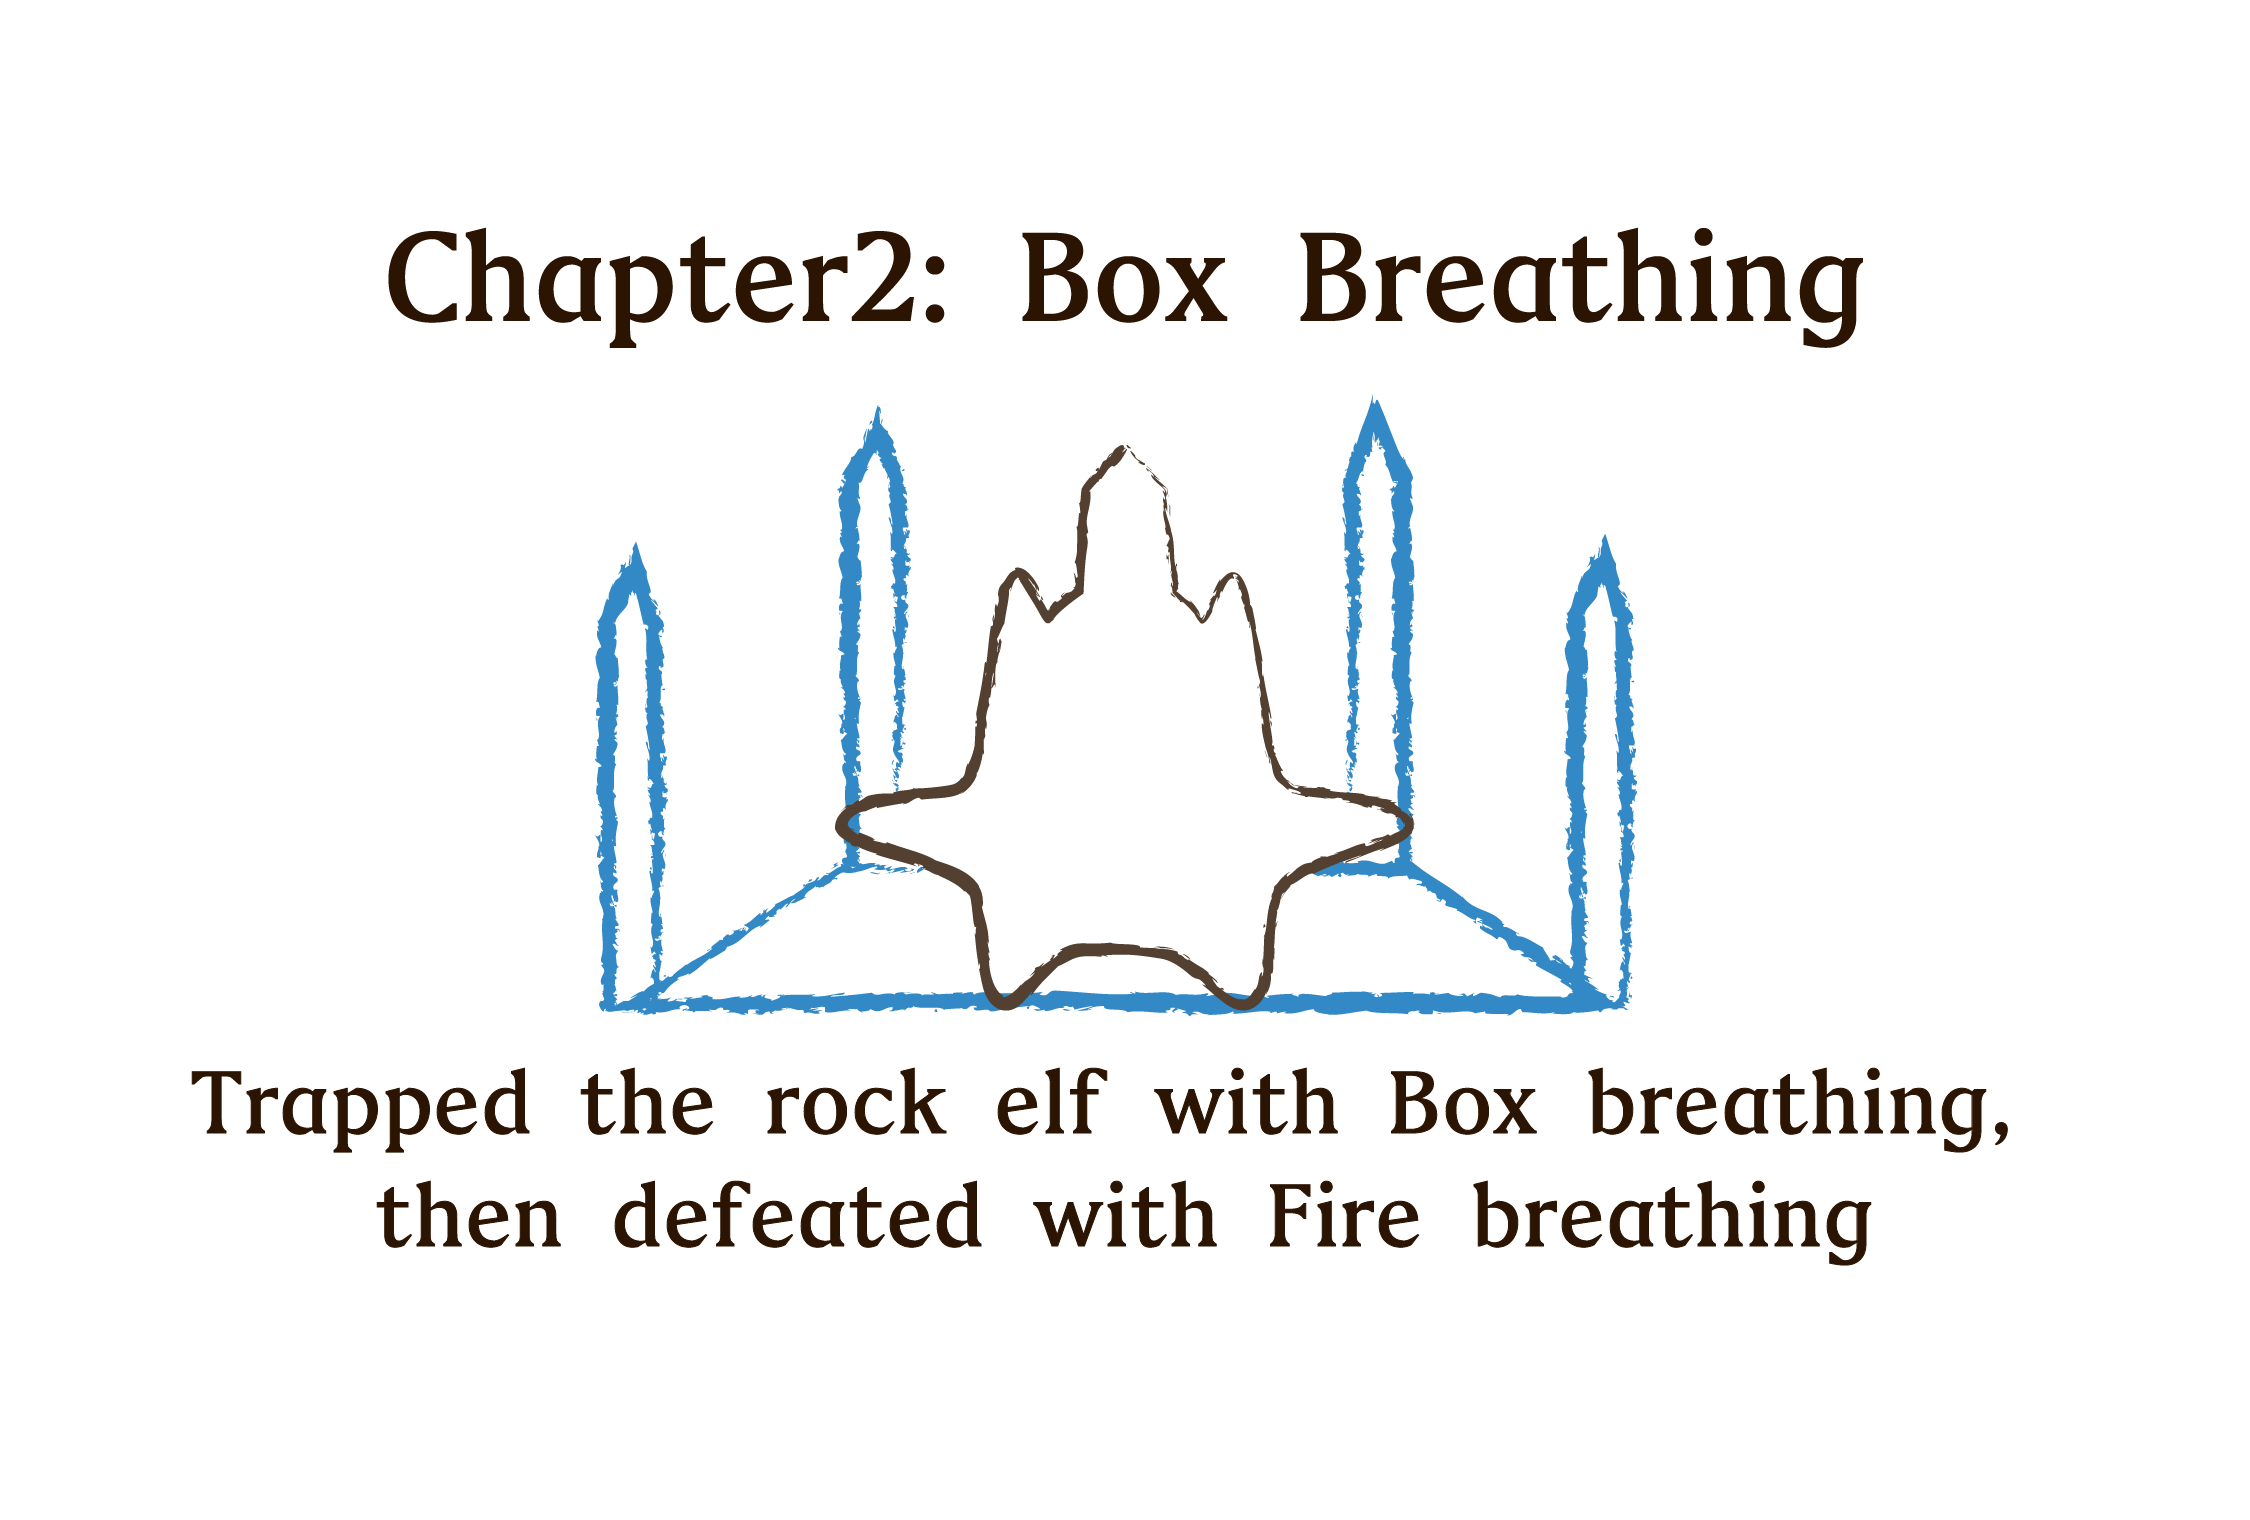 Chapter2: Box Breathing
Trapped the rock elf with Box breathing,
then defeated with Fire breathing